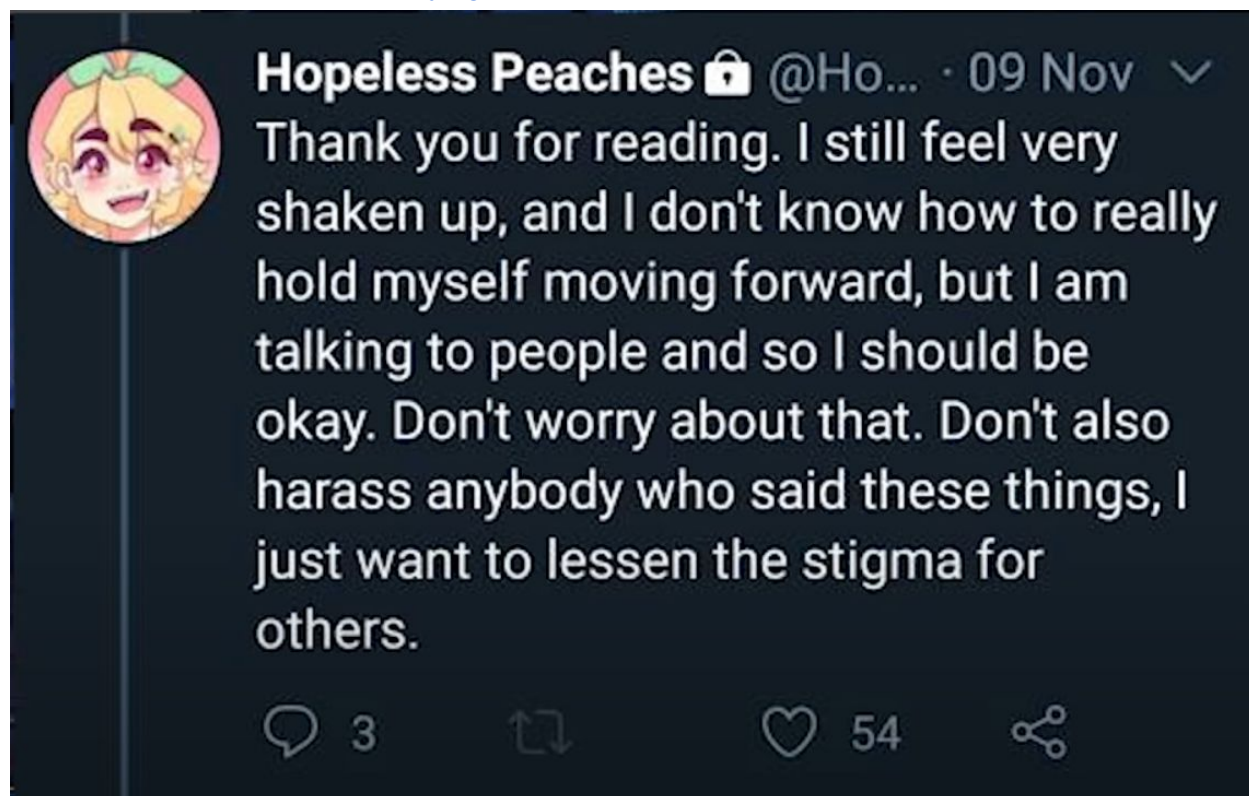 Hopeless Peaches @Ho... · 09 Nov
Thank you for reading. I still feel very
shaken up, and I don't know how to really
hold myself moving forward, but I am
talking to people and so I should be
okay. Don't worry about that. Don't also
harass anybody who said these things, I
just want to lessen the stigma for
others.
3 54